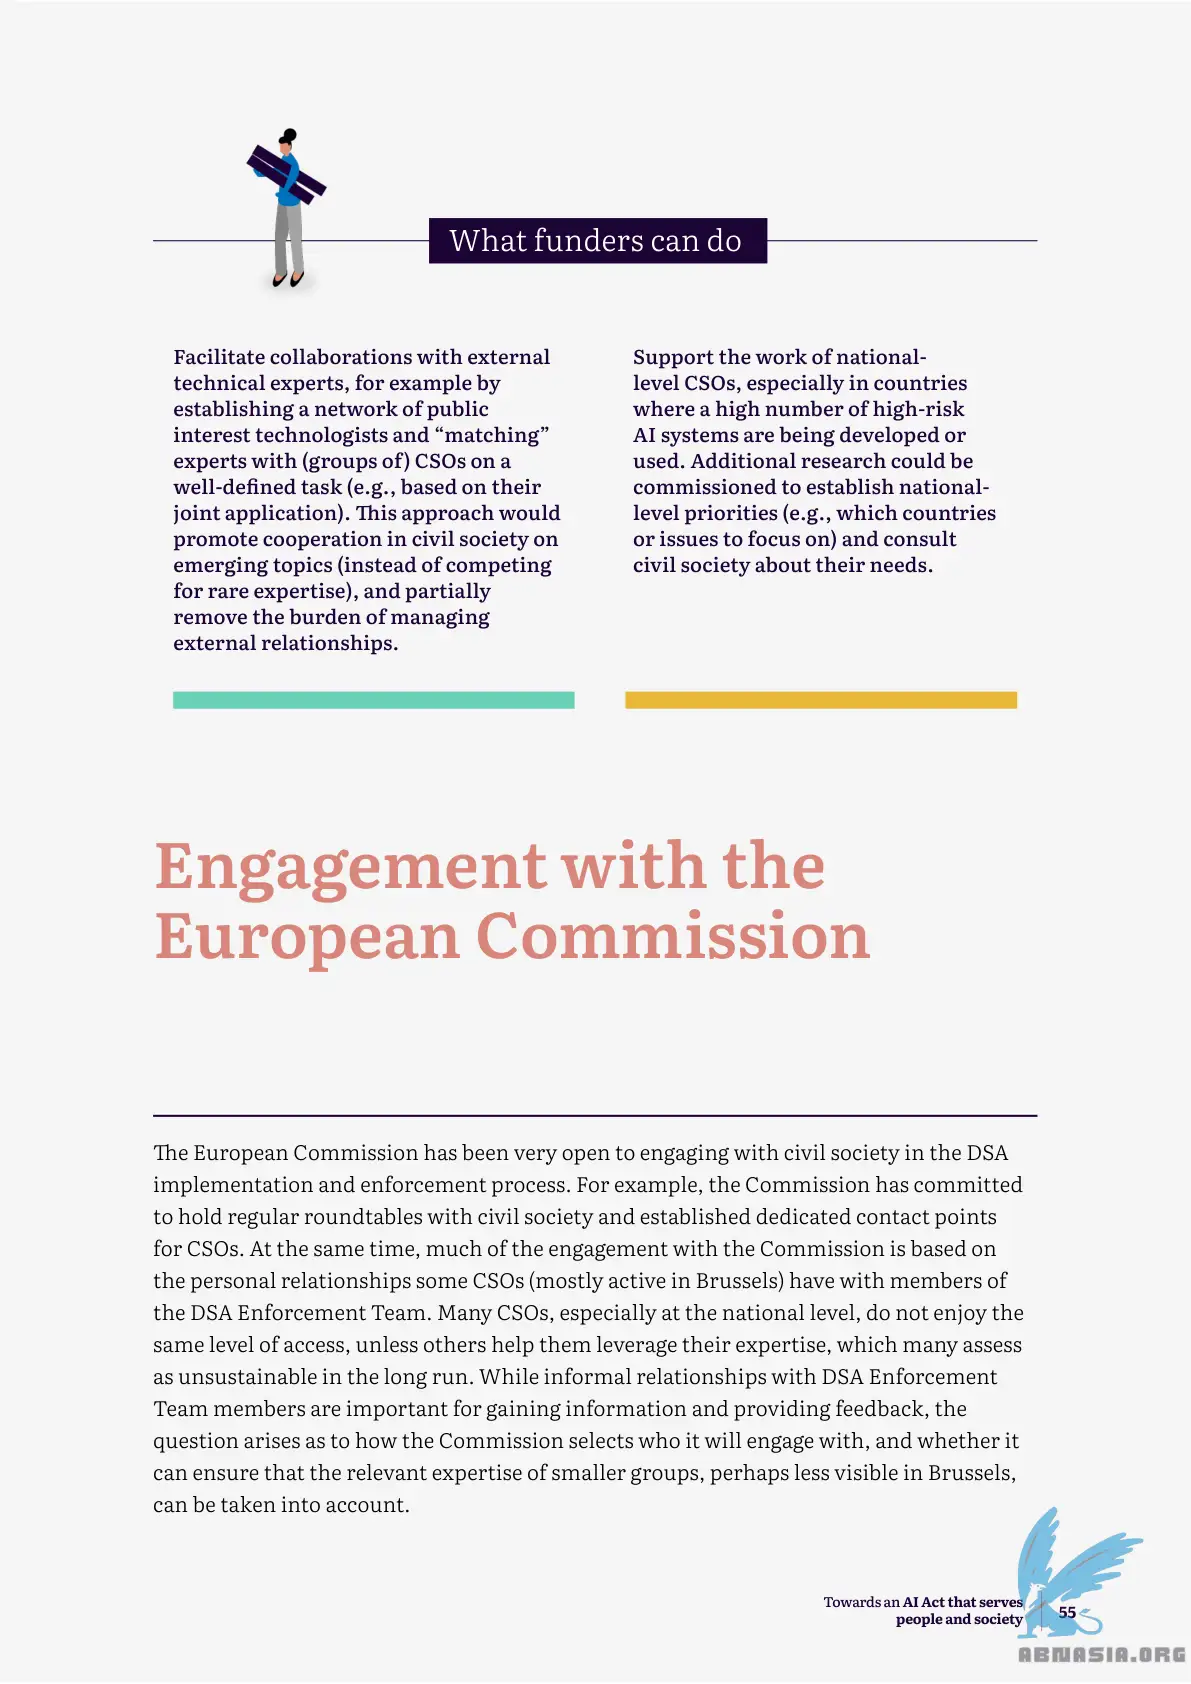 What funders can do
Facilitate collaborations with external
technical experts, for example by
establishing a network of public
interest technologists and “matching”
experts with (groups of) CSOs on a
well-defined task (e.g., based on their
joint application). This approach would
promote cooperation in civil society on
emerging topics (instead of competing
for rare expertise), and partially
remove the burden of managing
external relationships.
Support the work of national-
level CSOs, especially in countries
where a high number of high-risk
AI systems are being developed or
used. Additional research could be
commissioned to establish national-
level priorities (e.g., which countries
or issues to focus on) and consult
civil society about their needs.
Engagement with the
European Commission
The European Commission has been very open to engaging with civil society in the DSA
implementation and enforcement process. For example, the Commission has committed
to hold regular roundtables with civil society and established dedicated contact points
for CSOs. At the same time, much of the engagement with the Commission is based on
the personal relationships some CSOs (mostly active in Brussels) have with members of
the DSA Enforcement Team. Many CSOs, especially at the national level, do not enjoy the
same level of access, unless others help them leverage their expertise, which many assess
as unsustainable in the long run. While informal relationships with DSA Enforcement
Team members are important for gaining information and providing feedback, the
question arises as to how the Commission selects who it will engage with, and whether it
can ensure that the relevant expertise of smaller groups, perhaps less visible in Brussels,
can be taken into account.
Towards an AI Act that serves
people and society
55
ABNASIA.ORG